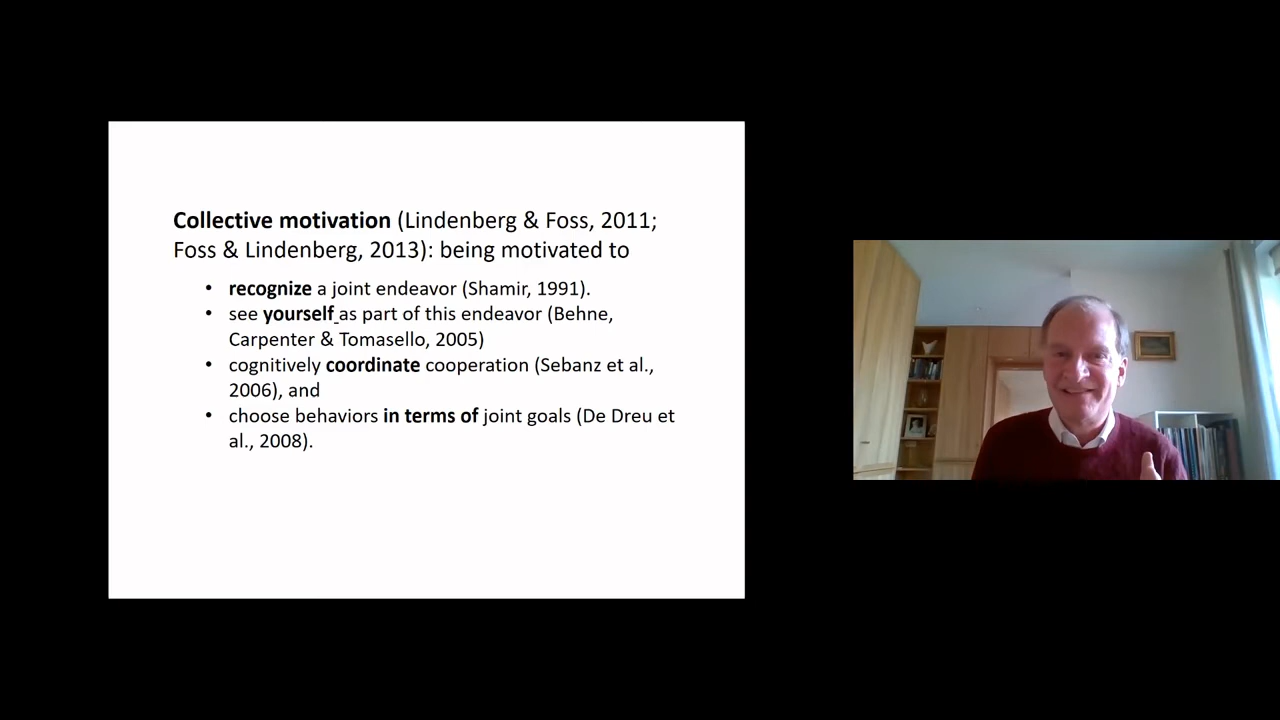 Collective motivation (Lindenberg & Foss, 2011;
Foss & Lindenberg, 2013): being motivated to
• recognize a joint endeavor (Shamir, 1991).
• see yourself as part of this endeavor (Behne,
Carpenter & Tomasello, 2005)
• cognitively coordinate cooperation (Sebanz et al.,
2006), and
• choose behaviors in terms of joint goals (De Dreu et
al., 2008).